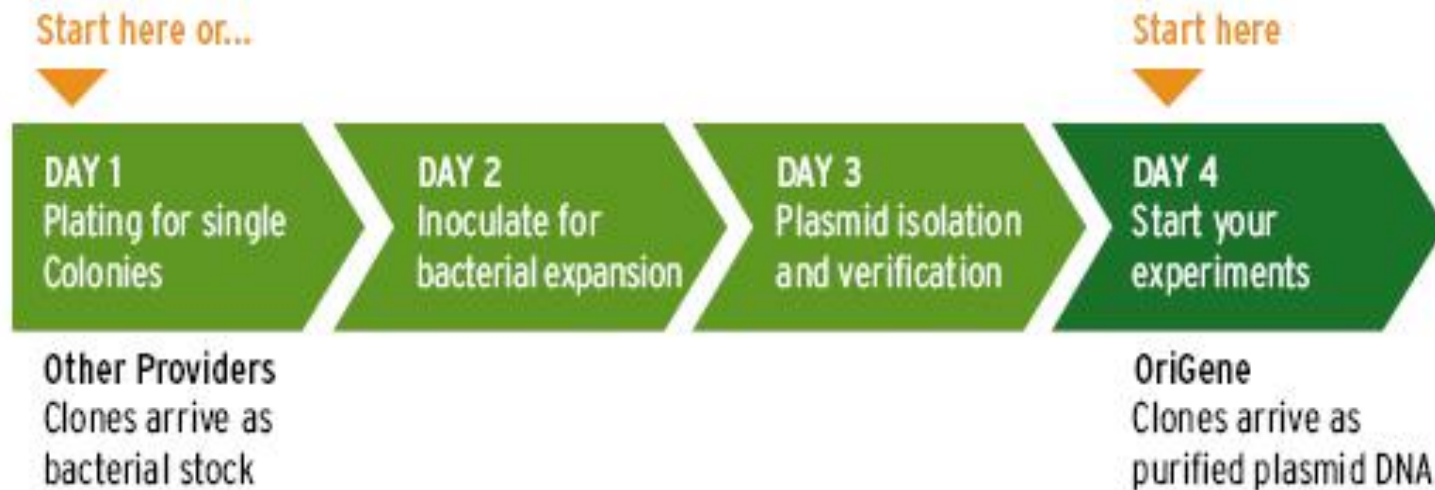 Start here or...
Start here
DAY 1
Plating for single
Colonies
DAY 2
Inoculate for
bacterial expansion
DAY 3
Plasmid isolation
and verification
DAY 4
Start your
experiments
Other Providers
Clones arrive as
bacterial stock
OriGene
Clones arrive as
purified plasmid DNA